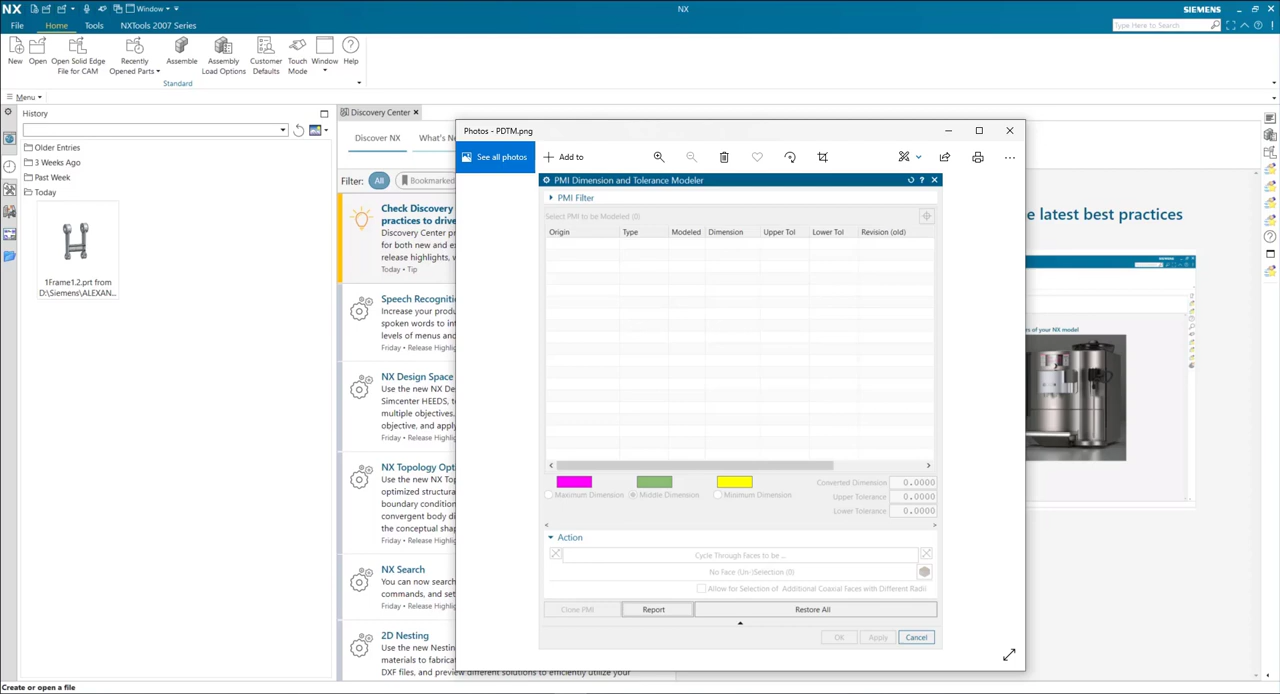 NX
Window
NX
SIEMENS
File
Home
Tools
NXTools 2007 Series
Type Here to Search
New
Open
Open Solid Edge
File for CAM
Recently
Opened Parts
Assemble
Assembly
Load Options
Customer
Defaults
Touch
Mode
Window
Help
Standard
Menu
History
Older Entries
3 Weeks Ago
Past Week
Today
1Frame1.2.prt from
D:\Siemens\ALEXAN...
Discovery Center
Discover NX
What's Ne
Filter:
All
Bookmarked
Check Discovery
practices to drive
Discovery Center pr
for both new and ex
release highlights, v
Today • Tip
Speech Recognitio
Increase your produ
spoken words to int
levels of menus and
Friday • Release Highlig
NX Design Space
Use the new NX De
Simcenter HEEDS, t
multiple objectives.
objective, and apply
Friday • Release Highlig
NX Topology Opti
Use the new NX Top
optimized structura
boundary condition
convergent body di
the conceptual shap
Friday • Release Highlig
NX Search
You can now search
commands, and set
Friday • Release Highlig
2D Nesting
Use the new Nestin
materials to fabricat
DXF files, and preview different solutions to efficiently utilize your
e latest best practices
rs of your NX model
Photos - PDTM.png
See all photos
Add to
PMI Dimension and Tolerance Modeler
PMI Filter
Select PMI to be Modeled (0)
Origin
Type
Modeled
Dimension
Upper Tol
Lower Tol
Revision (old)
Maximum Dimension
Middle Dimension
Minimum Dimension
Converted Dimension
0.0000
Upper Tolerance
0.0000
Lower Tolerance
0.0000
Action
Cycle Through Faces to be ...
No Face (Un-)Selection (0)
Allow for Selection of Additional Coaxial Faces with Different Radii
Clone PMI
Report
Restore All
OK
Apply
Cancel
Create or open a file